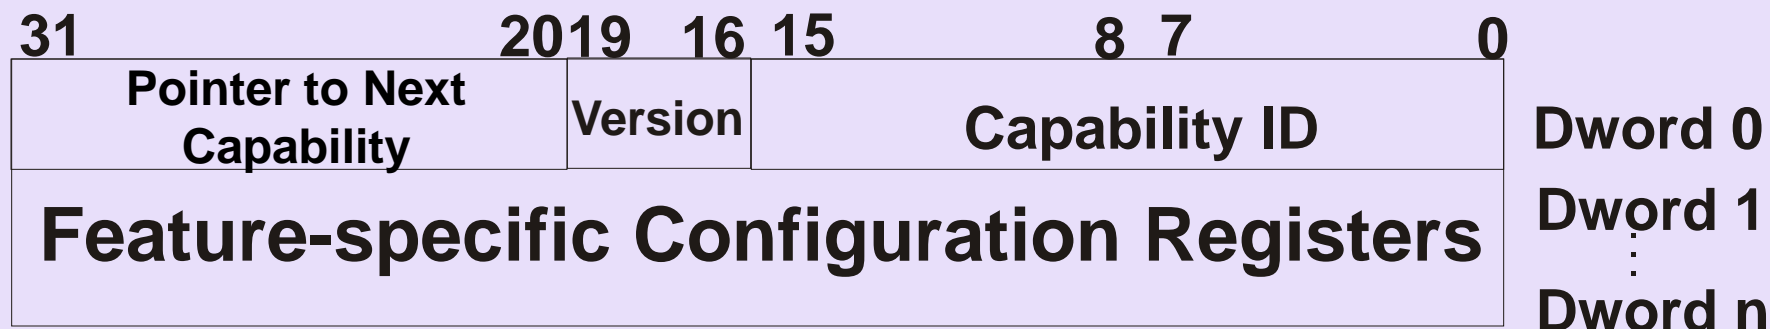 31 2019 16 15 8 7 0
Pointer to Next
Capability
Version
Capability ID
Dword 0
Feature-specific Configuration Registers
Dword 1
Dword n